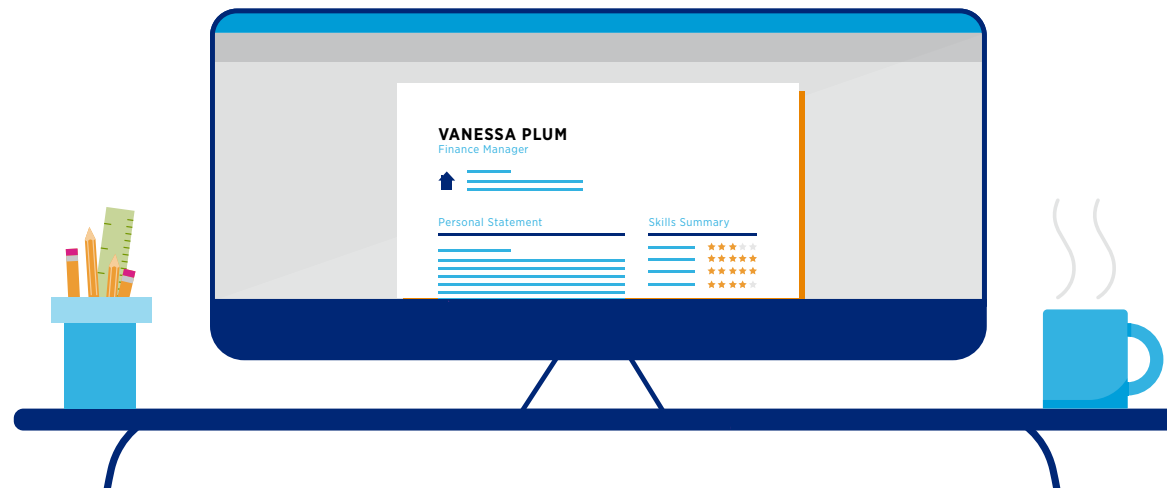 VANESSA PLUM
Finance Manager
Personal Statement
Skills Summary